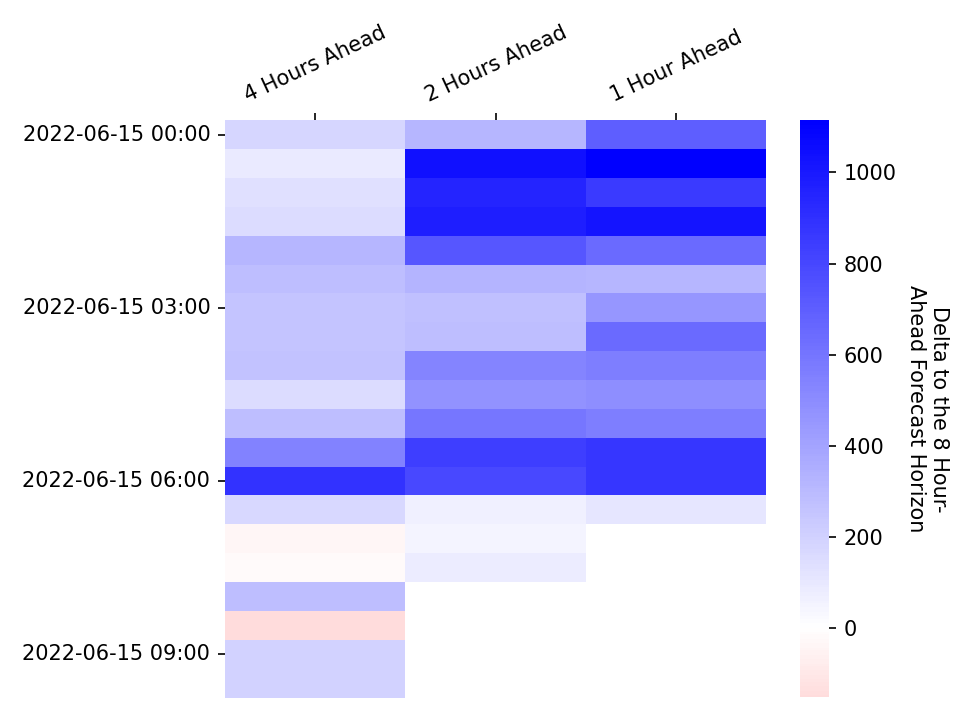 4 Hours Ahead
2 Hours Ahead
1 Hour Ahead
2022-06-15 00:00
2022-06-15 03:00
2022-06-15 06:00
2022-06-15 09:00
1000
800
600
400
200
0
Delta to the 8 Hour-
Ahead Forecast Horizon